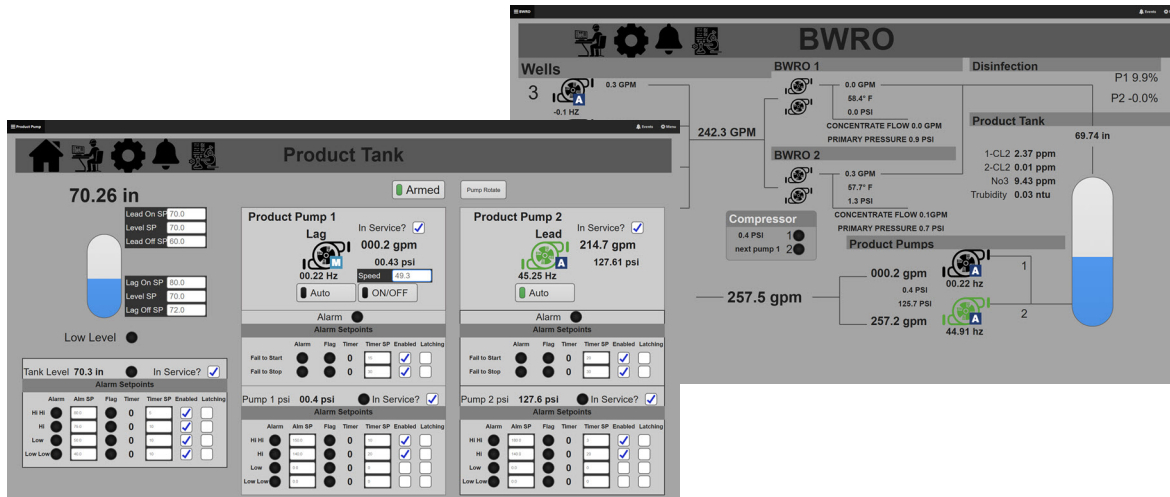 BWRO
Events
BWRO
Wells
3
A
0.3 GPM
-0.1 HZ
242.3 GPM
BWRO 1
0.0 GPM
58.4° F
0.0 PSI
CONCENTRATE FLOW 0.0 GPM
PRIMARY PRESSURE 0.9 PSI
BWRO 2
0.3 GPM
57.7° F
1.3 PSI
CONCENTRATE FLOW 0.1GPM
PRIMARY PRESSURE 0.7 PSI
Disinfection
P1 9.9%
P2 -0.0%
Product Tank
69.74 in
1-CL2 2.37 ppm
2-CL2 0.01 ppm
No3 9.43 ppm
Trubidity 0.03 ntu
Compressor
0.4 PSI 1
next pump 1 2
Product Pumps
000.2 gpm
A
00.22 hz
1
0.4 PSI
125.7 PSI
257.5 gpm
257.2 gpm
A
44.91 hz
2
Product Pump
Events
Menu
Product Tank
70.26 in
Armed
Pump Rotate
Lead On SP 70.0
Level SP 70.0
Lead Off SP 60.0
Lag On SP 80.0
Level SP 70.0
Lag Off SP 72.0
Low Level
Tank Level 70.3 in In Service?
Alarm Setpoints
Alarm Alm SP Flag Timer Timer SP Enabled Latching
Hi Hi 0
Hi 0
Low 0
Low Low 0
Product Pump 1
Lag
In Service?
000.2 gpm
M
00.43 psi
00.22 Hz
Speed 49.3
Auto
ON/OFF
Alarm
Alarm Setpoints
Alarm Flag Timer Timer SP Enabled Latching
Fail to Start 0
Fail to Stop 0
Pump 1 psi 00.4 psi In Service?
Alarm Setpoints
Alarm Alm SP Flag Timer Timer SP Enabled Latching
Hi Hi 0
Hi 0
Low 0
Low Low 0
Product Pump 2
Lead
In Service?
214.7 gpm
A
127.61 psi
45.25 Hz
Auto
Alarm
Alarm Setpoints
Alarm Flag Timer Timer SP Enabled Latching
Fail to Start 0
Fail to Stop 0
Pump 2 psi 127.6 psi In Service?
Alarm Setpoints
Alarm Alm SP Flag Timer Timer SP Enabled Latching
Hi Hi 0
Hi 0
Low 0
Low Low 0